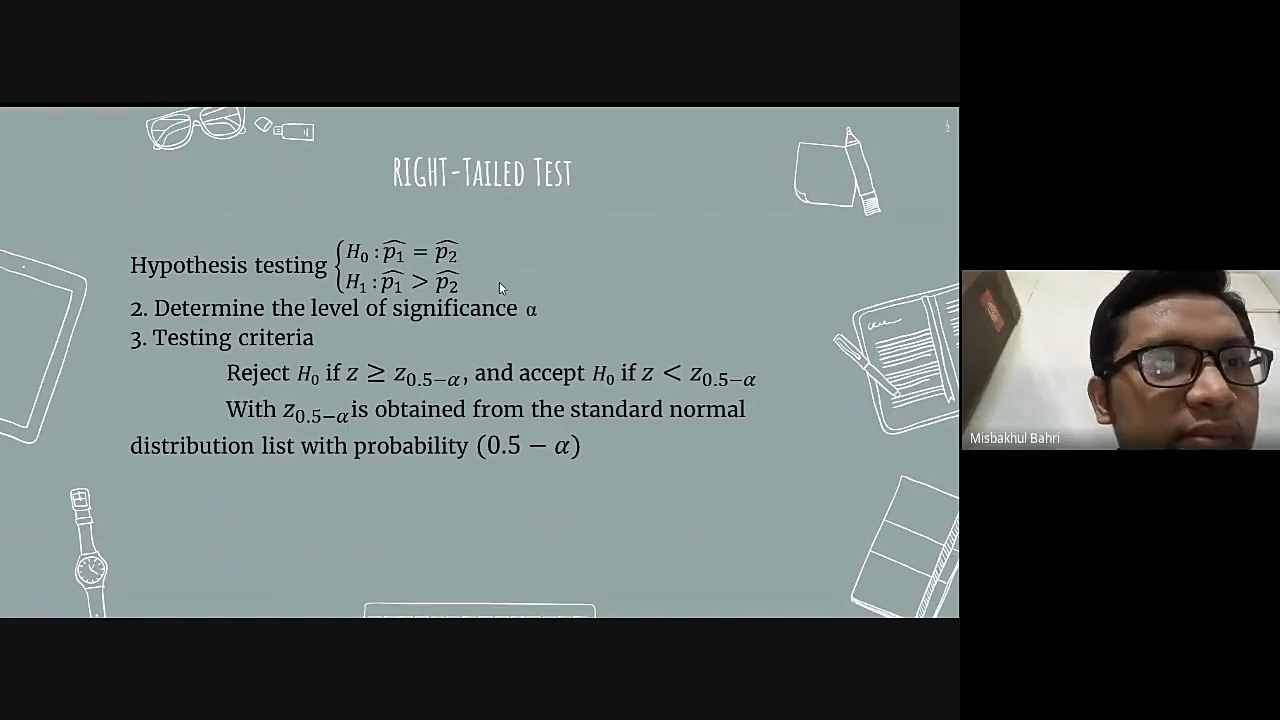 6
RIGHT-TAILED TEST
Hypothesis testing { H₀ : p̂₁ = p̂₂
H₁ : p̂₁ > p̂₂
2. Determine the level of significance α
3. Testing criteria
Reject H₀ if z ≥ z₀.₅₋α, and accept H₀ if z < z₀.₅₋α
With z₀.₅₋α is obtained from the standard normal
distribution list with probability (0.5 − α)
Misbakhul Bahri